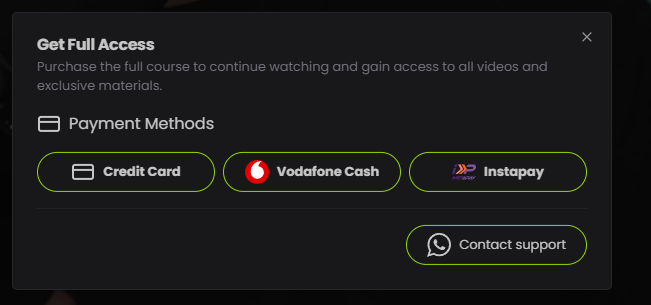 Get Full Access
Purchase the full course to continue watching and gain access to all videos and
exclusive materials.
Payment Methods
Credit Card
Vodafone Cash
Instapay
Contact support